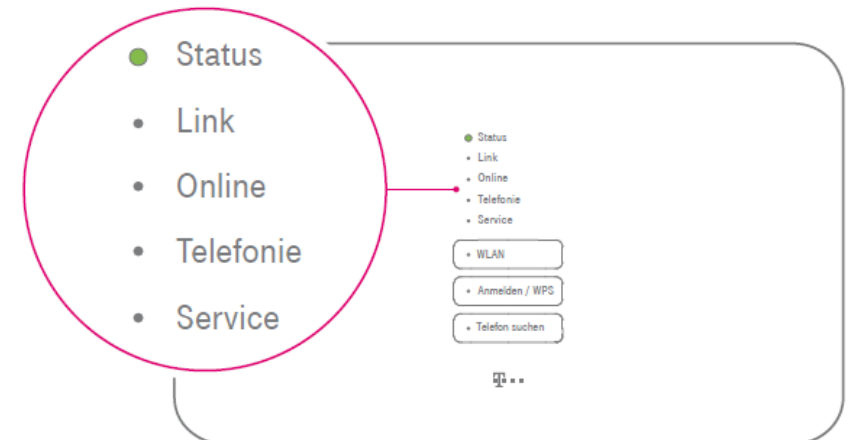 Status
Link
Online
Telefonie
Service
Status
Link
Online
Telefonie
Service
WLAN
Anmelden / WPS
Telefon suchen
T